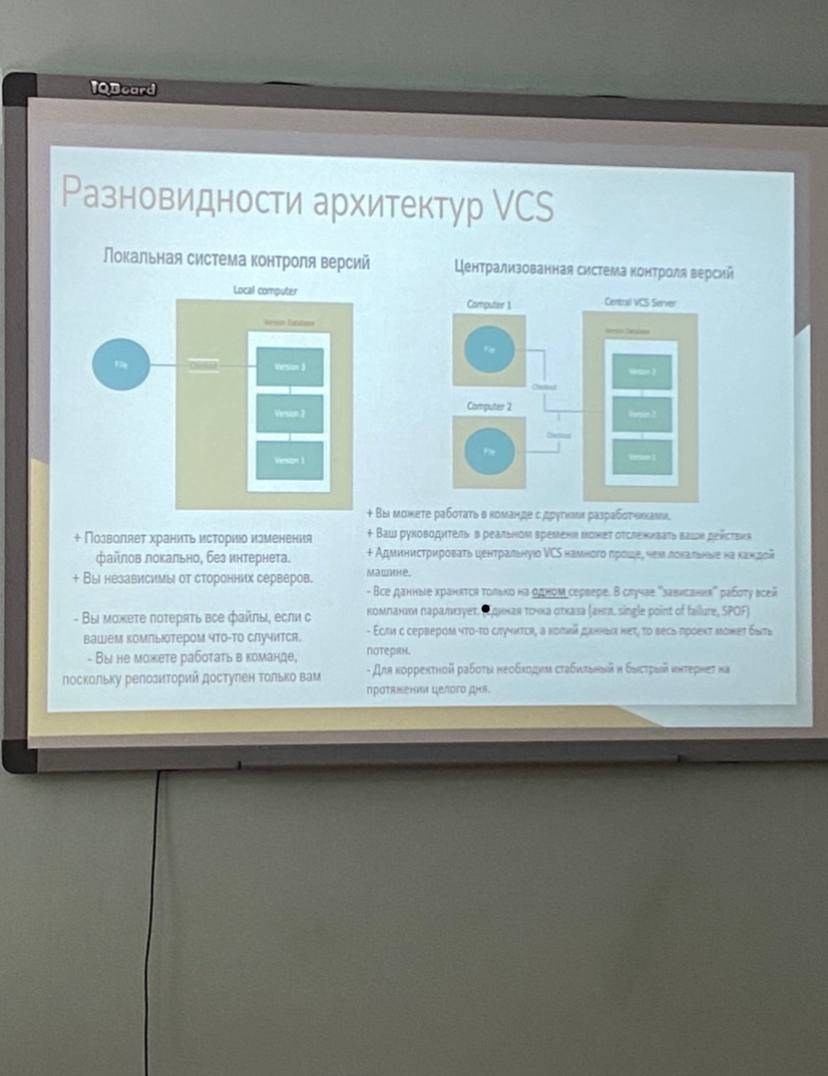 IQBoard
Разновидности архитектур VCS
Локальная система контроля версий
Local computer
Version Database
File
Checkout
Version 3
Version 2
Version 1
+ Позволяет хранить историю изменения
файлов локально, без интернета.
+ Вы независимы от сторонних серверов.
- Вы можете потерять все файлы, если с
вашем компьютером что-то случится.
- Вы не можете работать в команде,
поскольку репозиторий доступен только вам
Централизованная система контроля версий
Computer 1
File
Checkout
Computer 2
File
Checkout
Central VCS Server
Version Database
Version 3
Version 2
Version 1
+ Вы можете работать в команде с другими разработчиками.
+ Ваш руководитель в реальном времени может отслеживать ваши действия
+ Администрировать центральную VCS намного проще, чем локальные на каждой
машине.
- Все данные хранятся только на одном сервере. В случае "зависания" работу всей
компании парализует. диная точка отказа (англ. single point of failure, SPOF)
- Если с сервером что-то случится, а копий данных нет, то весь проект может быть
потерян.
- Для корректной работы необходим стабильный и быстрый интернет на
протяжении целого дня.